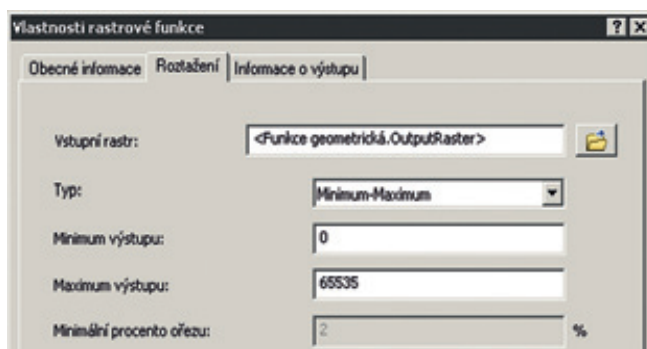 Vlastnosti rastrové funkce
Obecné informace Roztažení Informace o výstupu
Vstupní rastr: <Funkce geometrická.OutputRaster>
Typ: Minimum-Maximum
Minimum výstupu: 0
Maximum výstupu: 65535
Minimální procento ořezu: 2 %